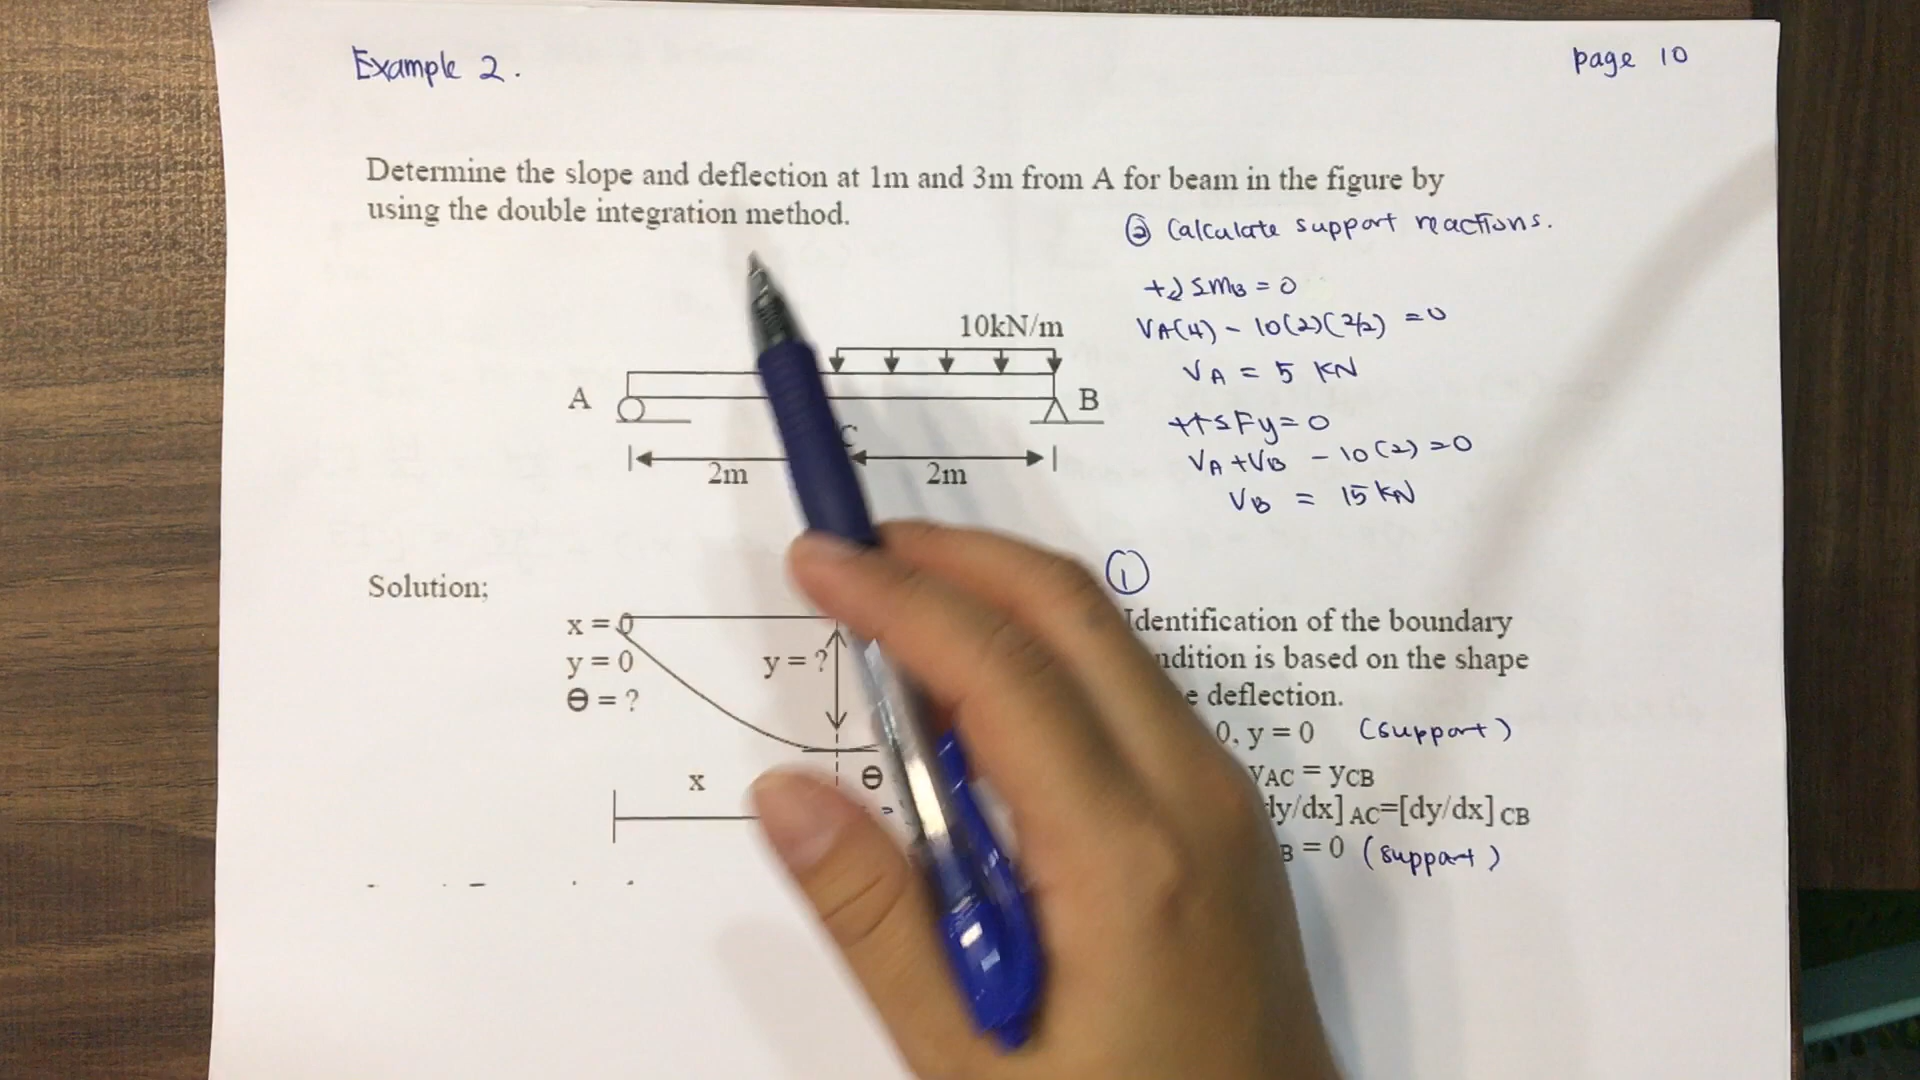 Example 2.
page 10
Determine the slope and deflection at 1m and 3m from A for beam in the figure by
using the double integration method.
② Calculate support reactions.
ΣMB = 0
VA(4) - 10(2)(2/2) = 0
VA = 5 KN
ΣFy = 0
VA + VB - 10(2) = 0
VB = 15 KN
10kN/m
A
B
C
2m
2m
Solution;
x = 0
y = 0
ϴ = ?
y = ?
ϴ
x
①
Identification of the boundary
is based on the shape
deflection.
0, y = 0 (support)
yAC = yCB
dy/dx] AC=[dy/dx] CB
B = 0 (support)